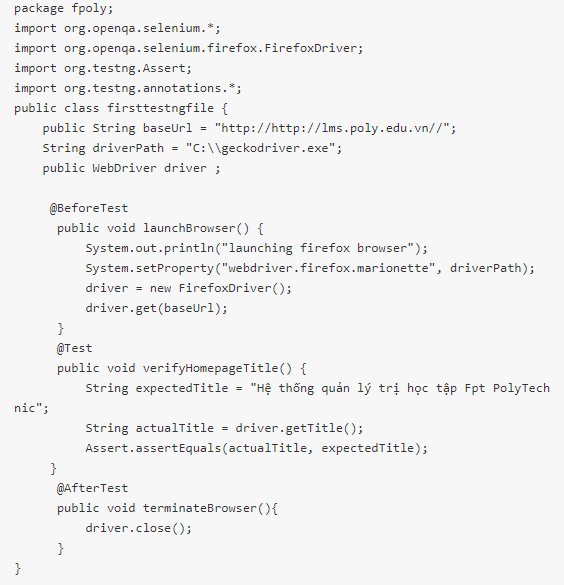 package fpoly;
import org.openqa.selenium.*;
import org.openqa.selenium.firefox.FirefoxDriver;
import org.testng.Assert;
import org.testng.annotations.*;
public class firsttestngfile {
    public String baseUrl = "http://http://lms.poly.edu.vn//";
    String driverPath = "C:\\geckodriver.exe";
    public WebDriver driver ;
     @BeforeTest
      public void launchBrowser() {
          System.out.println("launching firefox browser");
          System.setProperty("webdriver.firefox.marionette", driverPath);
          driver = new FirefoxDriver();
          driver.get(baseUrl);
      }
      @Test
      public void verifyHomepageTitle() {
          String expectedTitle = "Hệ thống quản lý trị học tập Fpt PolyTech
nic";
          String actualTitle = driver.getTitle();
          Assert.assertEquals(actualTitle, expectedTitle);
     }
      @AfterTest
      public void terminateBrowser(){
          driver.close();
      }
}